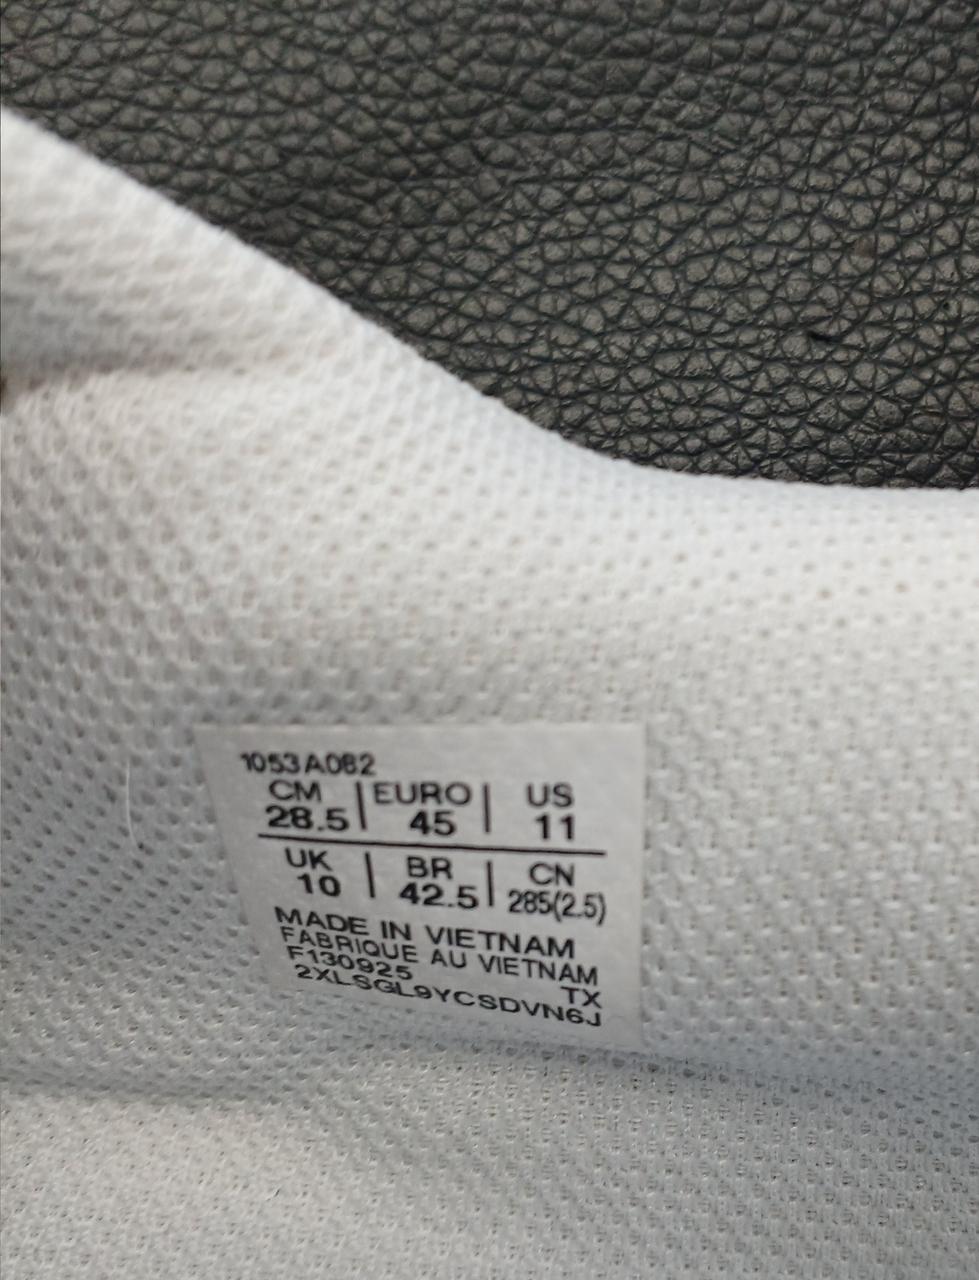 1053A082
CM | EURO | US
28.5 | 45 | 11
UK | BR | CN
10 | 42.5 | 285(2.5)
MADE IN VIETNAM
FABRIQUE AU VIETNAM
F130925 TX
2XLSGL9YCSDVN6J